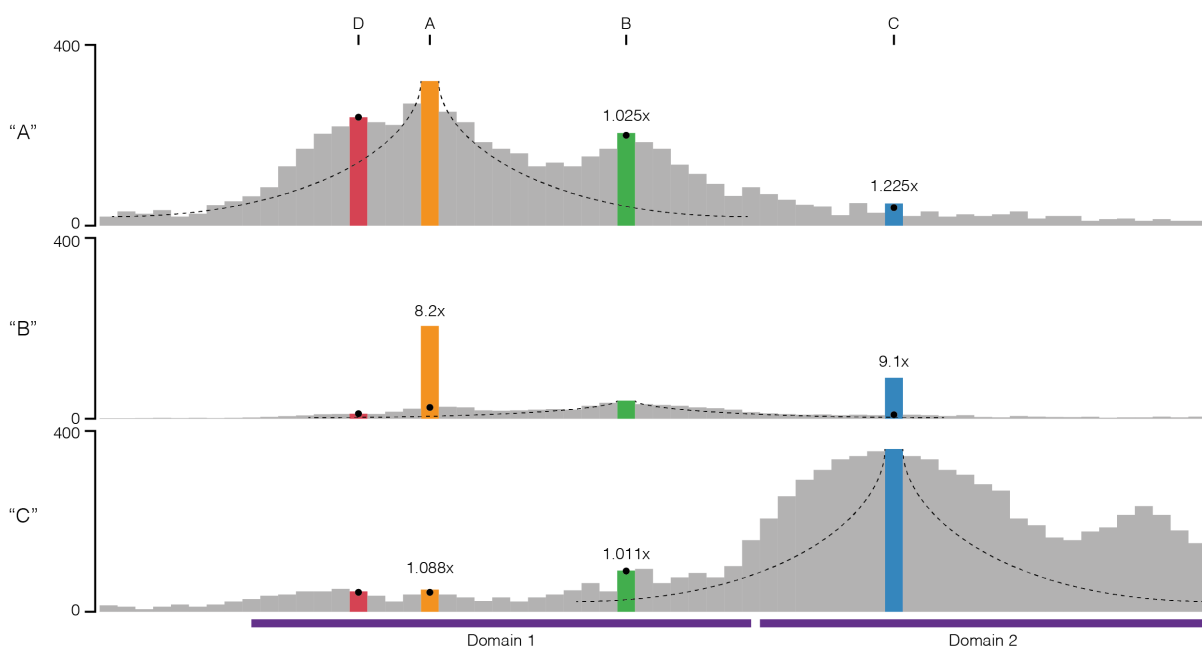 D A B C
400
“A”
1.025x
1.225x
0
400
“B”
8.2x
9.1x
0
400
“C”
1.088x
1.011x
0
Domain 1 Domain 2